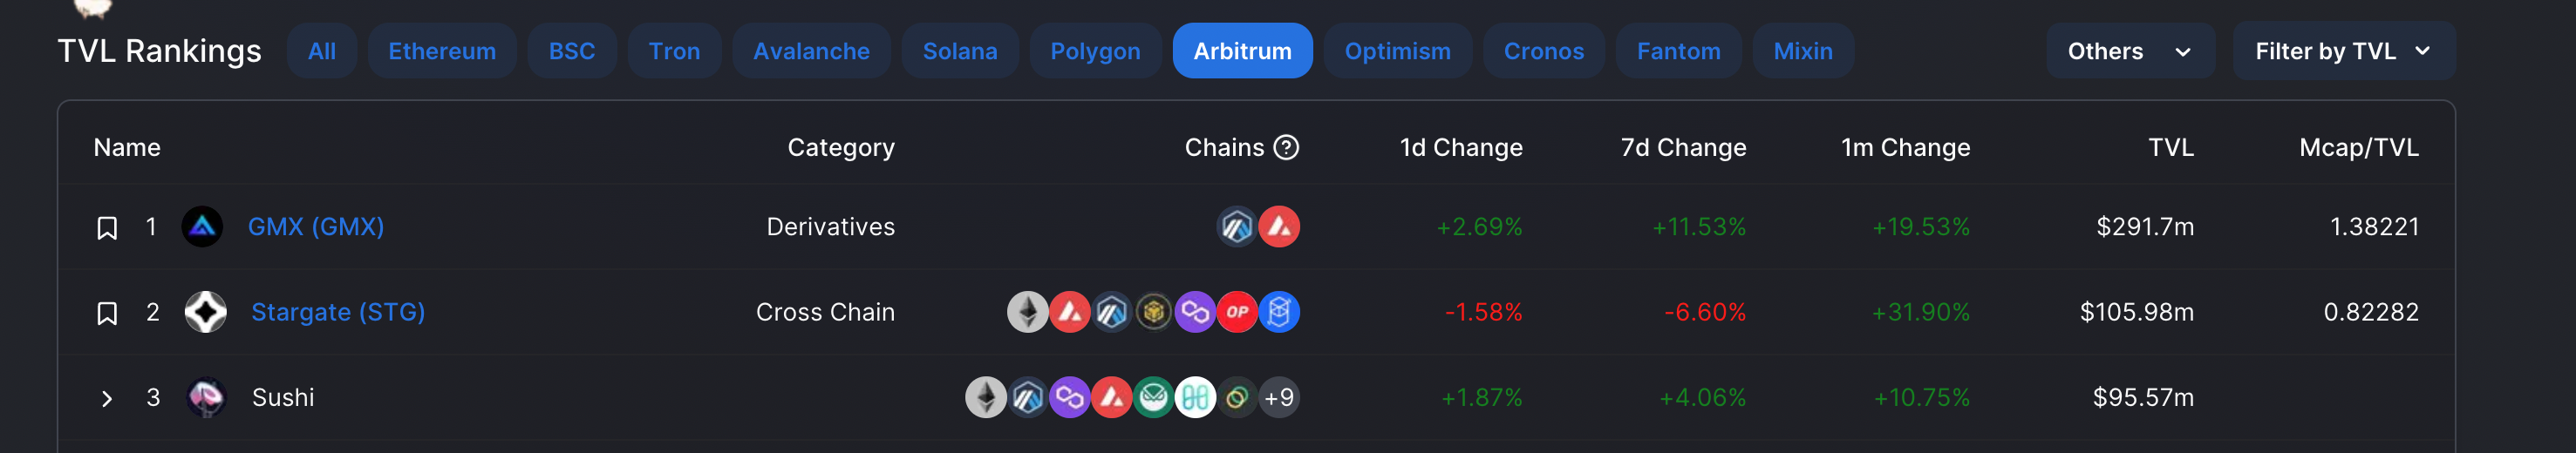 TVL Rankings All Ethereum BSC Tron Avalanche Solana Polygon Arbitrum Optimism Cronos Fantom Mixin Others Filter by TVL
Name Category Chains ? 1d Change 7d Change 1m Change TVL Mcap/TVL
1 GMX (GMX) Derivatives +2.69% +11.53% +19.53% $291.7m 1.38221
2 Stargate (STG) Cross Chain OP -1.58% -6.60% +31.90% $105.98m 0.82282
3 Sushi +9 +1.87% +4.06% +10.75% $95.57m